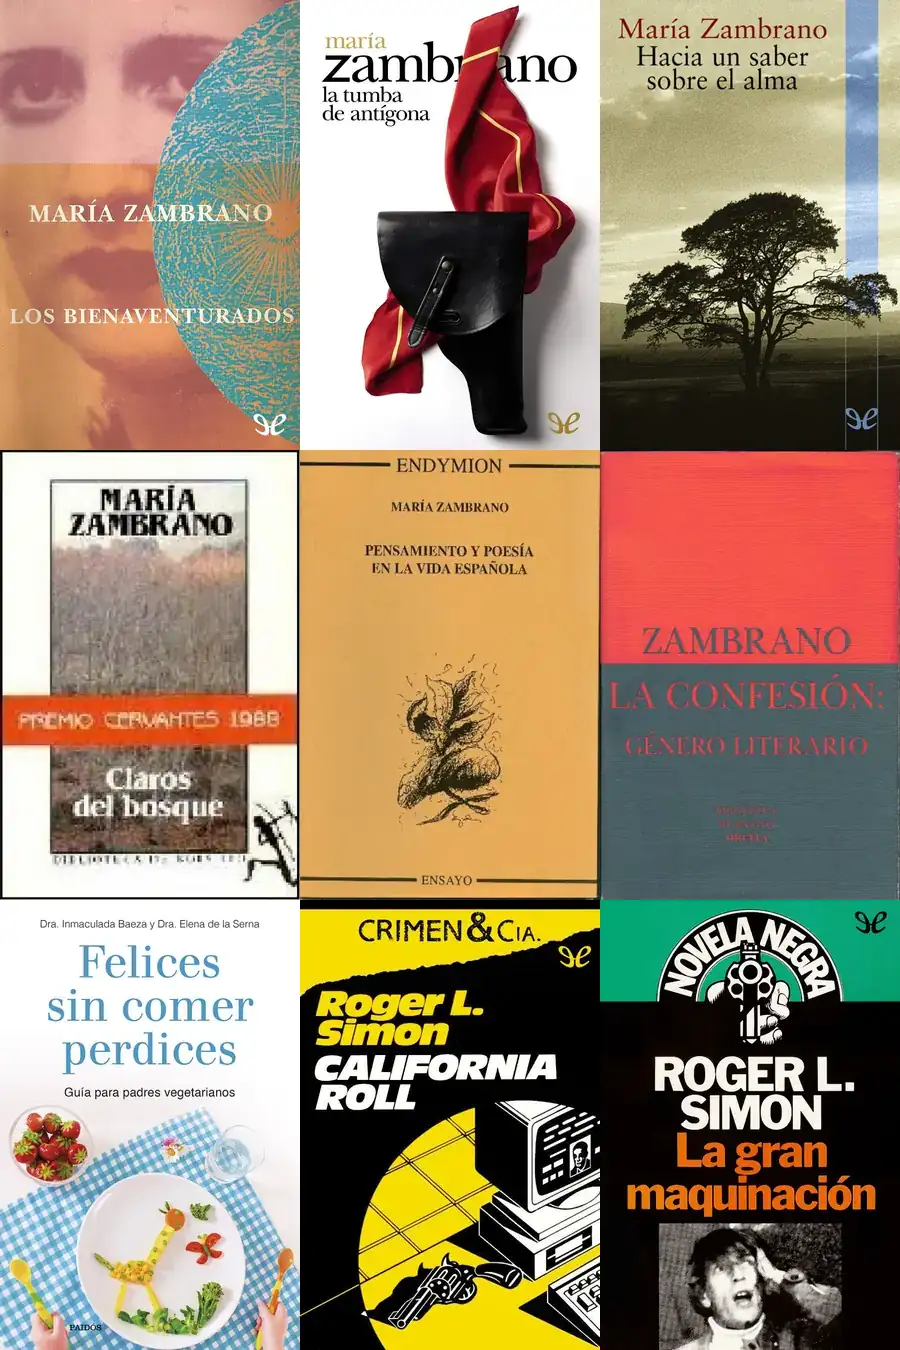 MARÍA ZAMBRANO
LOS BIENAVENTURADOS
maría
zambrano
la tumba
de antígona
María Zambrano
Hacia un saber
sobre el alma
MARÍA
ZAMBRANO
PREMIO CERVANTES 1988
Claros
del bosque
BIBLIOTECA DE
ENDYMION
MARÍA ZAMBRANO
PENSAMIENTO Y POESÍA
EN LA VIDA ESPAÑOLA
ENSAYO
ZAMBRANO
LA CONFESIÓN:
GÉNERO LITERARIO
Dra. Inmaculada Baeza y Dra. Elena de la Serna
Felices
sin comer
perdices
Guía para padres vegetarianos
PAIDÓS
CRIMEN & CIA.
Roger L.
Simon
CALIFORNIA
ROLL
NOVELA NEGRA
ROGER L.
SIMON
La gran
maquinación